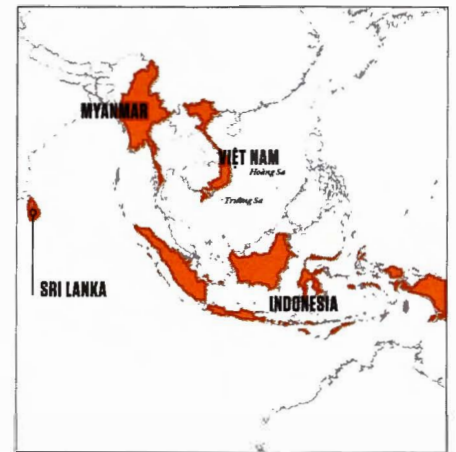 MYANMAR
VIỆT NAM
Hoàng Sa
Trường Sa
SRI LANKA
INDONESIA